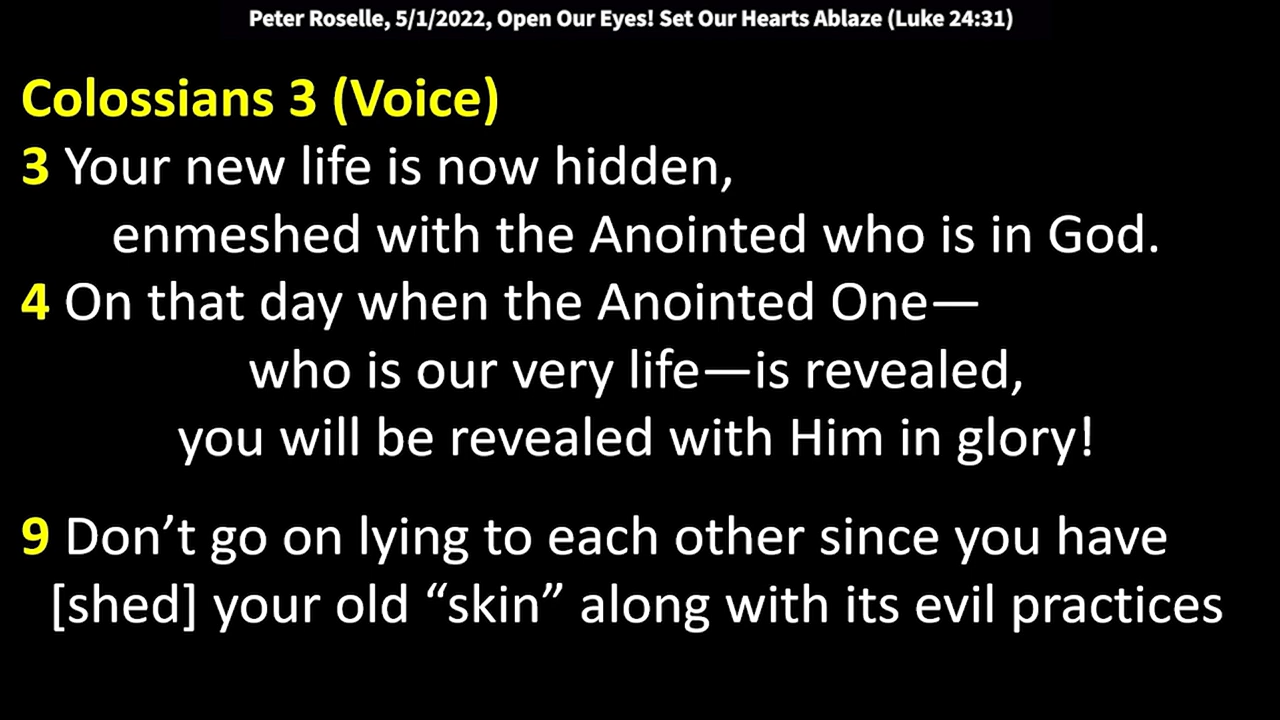 Peter Roselle, 5/1/2022, Open Our Eyes! Set Our Hearts Ablaze (Luke 24:31)
Colossians 3 (Voice)
3 Your new life is now hidden,
enmeshed with the Anointed who is in God.
4 On that day when the Anointed One—
who is our very life—is revealed,
you will be revealed with Him in glory!
9 Don’t go on lying to each other since you have
[shed] your old “skin” along with its evil practices